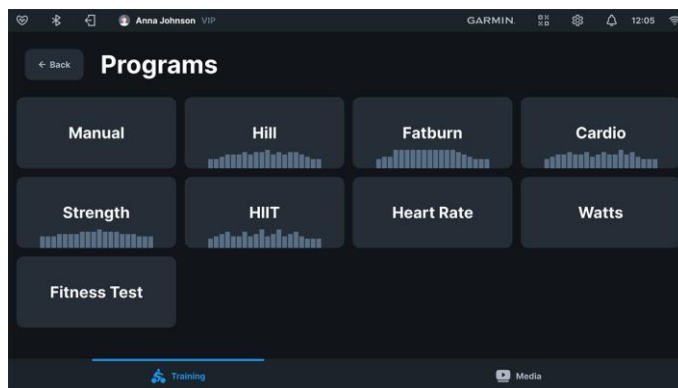 Anna Johnson VIP GARMIN. 12:05
← Back
Programs
Manual Hill Fatburn Cardio
Strength HIIT Heart Rate Watts
Fitness Test
Training Media